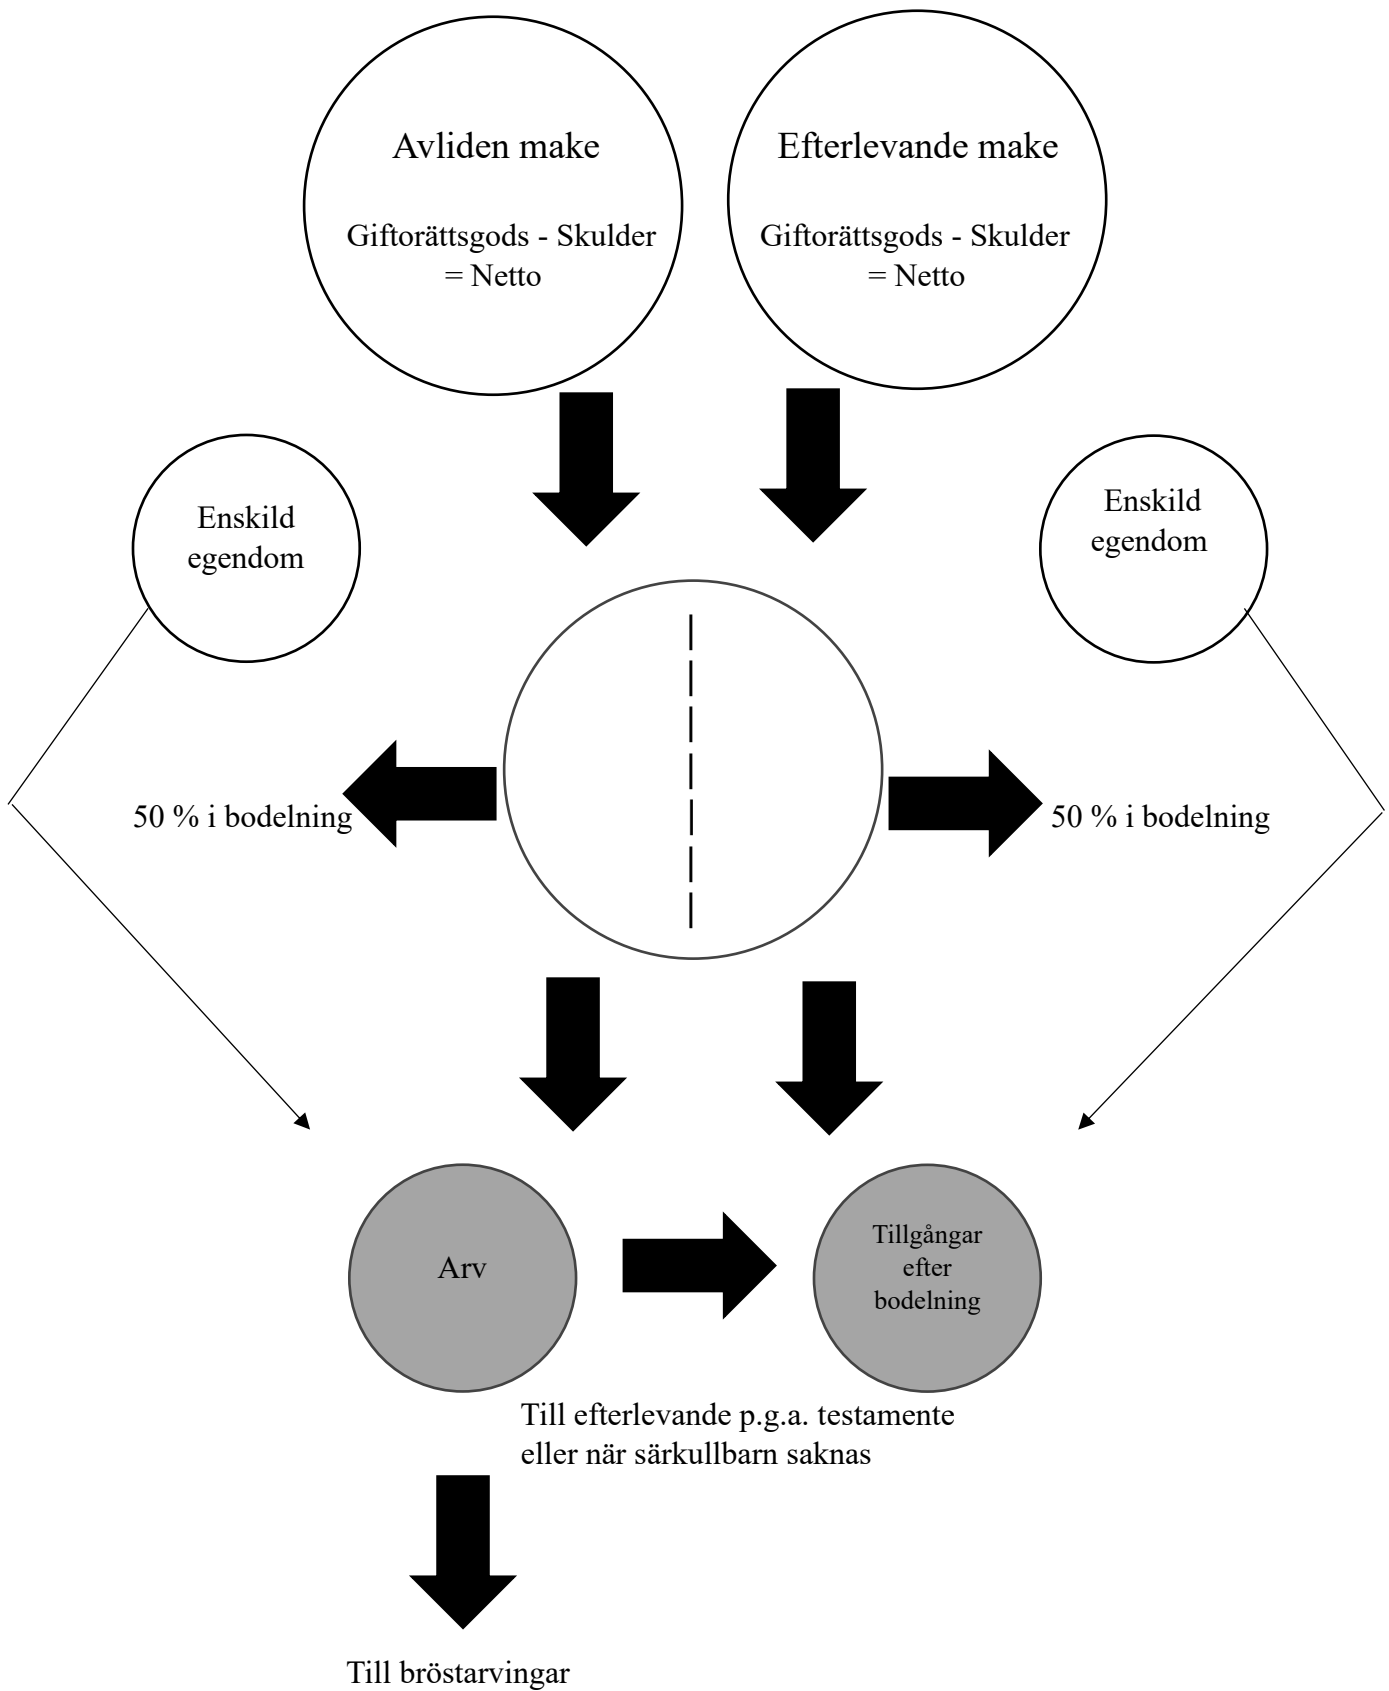 Avliden make
Giftorättsgods - Skulder
= Netto
Efterlevande make
Giftorättsgods - Skulder
= Netto
Enskild
egendom
Enskild
egendom
50 % i bodelning
50 % i bodelning
Arv
Tillgångar
efter
bodelning
Till efterlevande p.g.a. testamente
eller när särkullbarn saknas
Till bröstarvingar